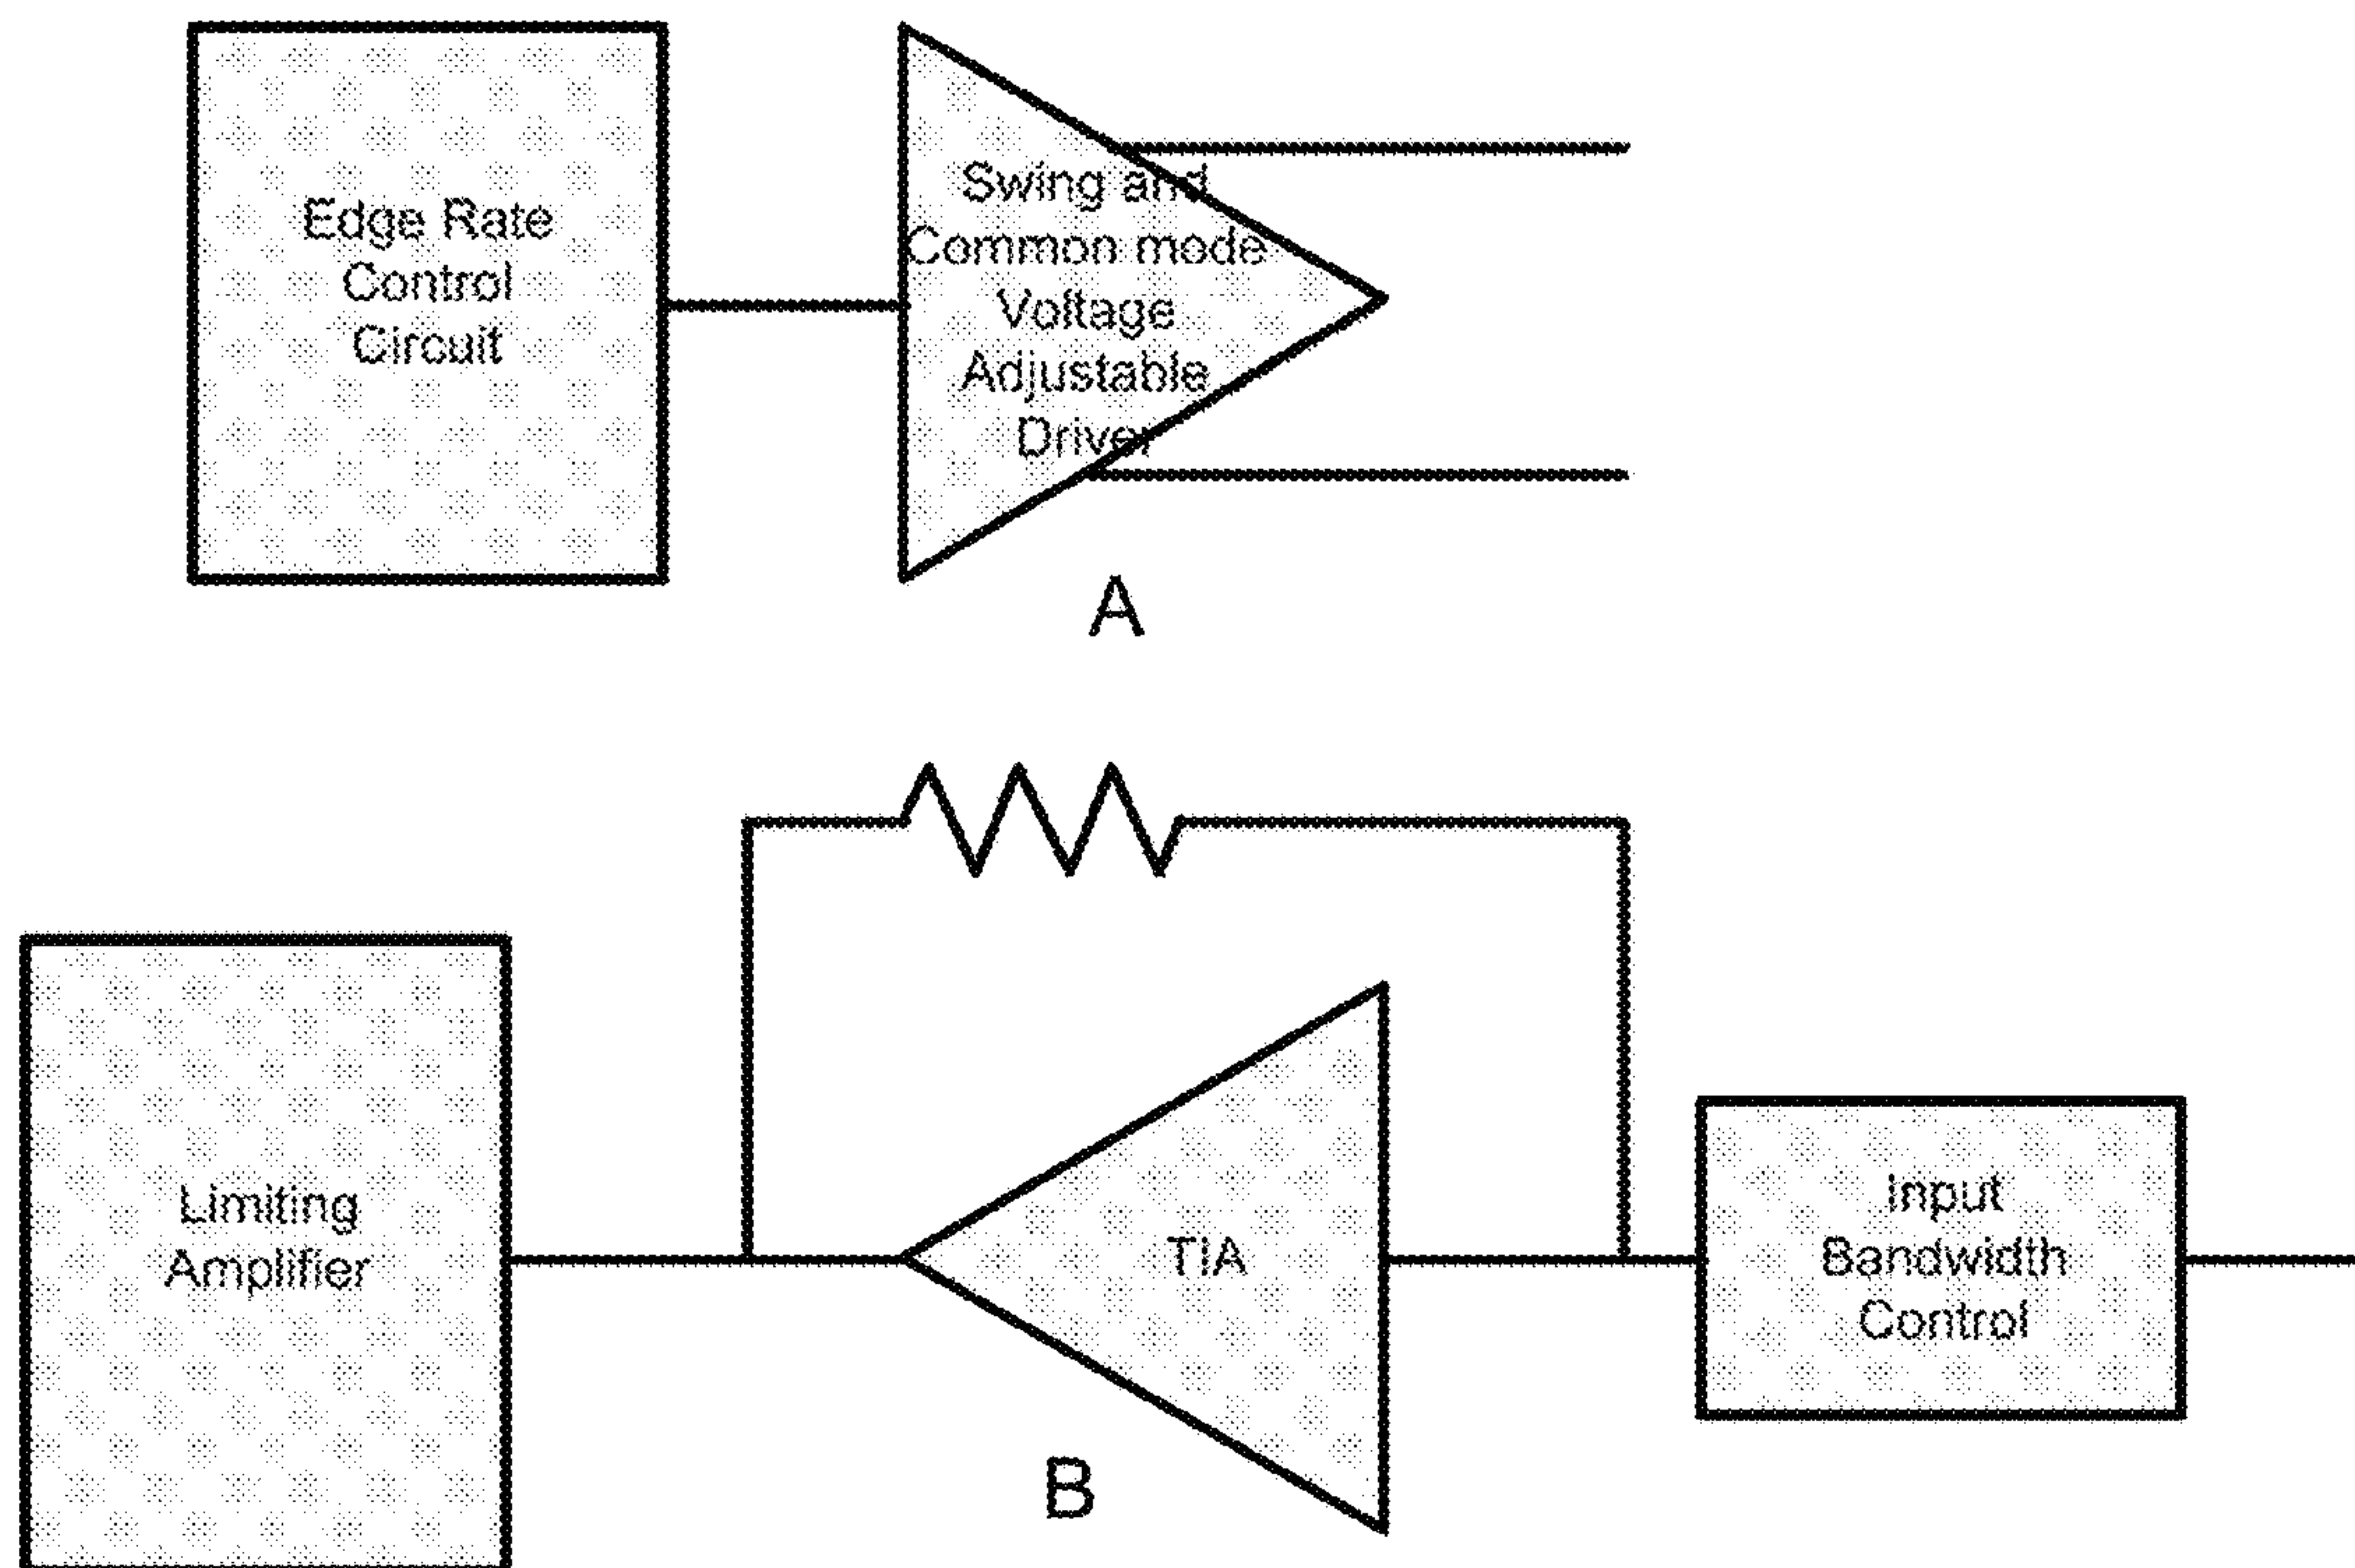 Edge Rate
Control
Circuit
Swing and
Common mode
Voltage
Adjustable
Driver
A
Limiting
Amplifier
TIA
Input
Bandwidth
Control
B